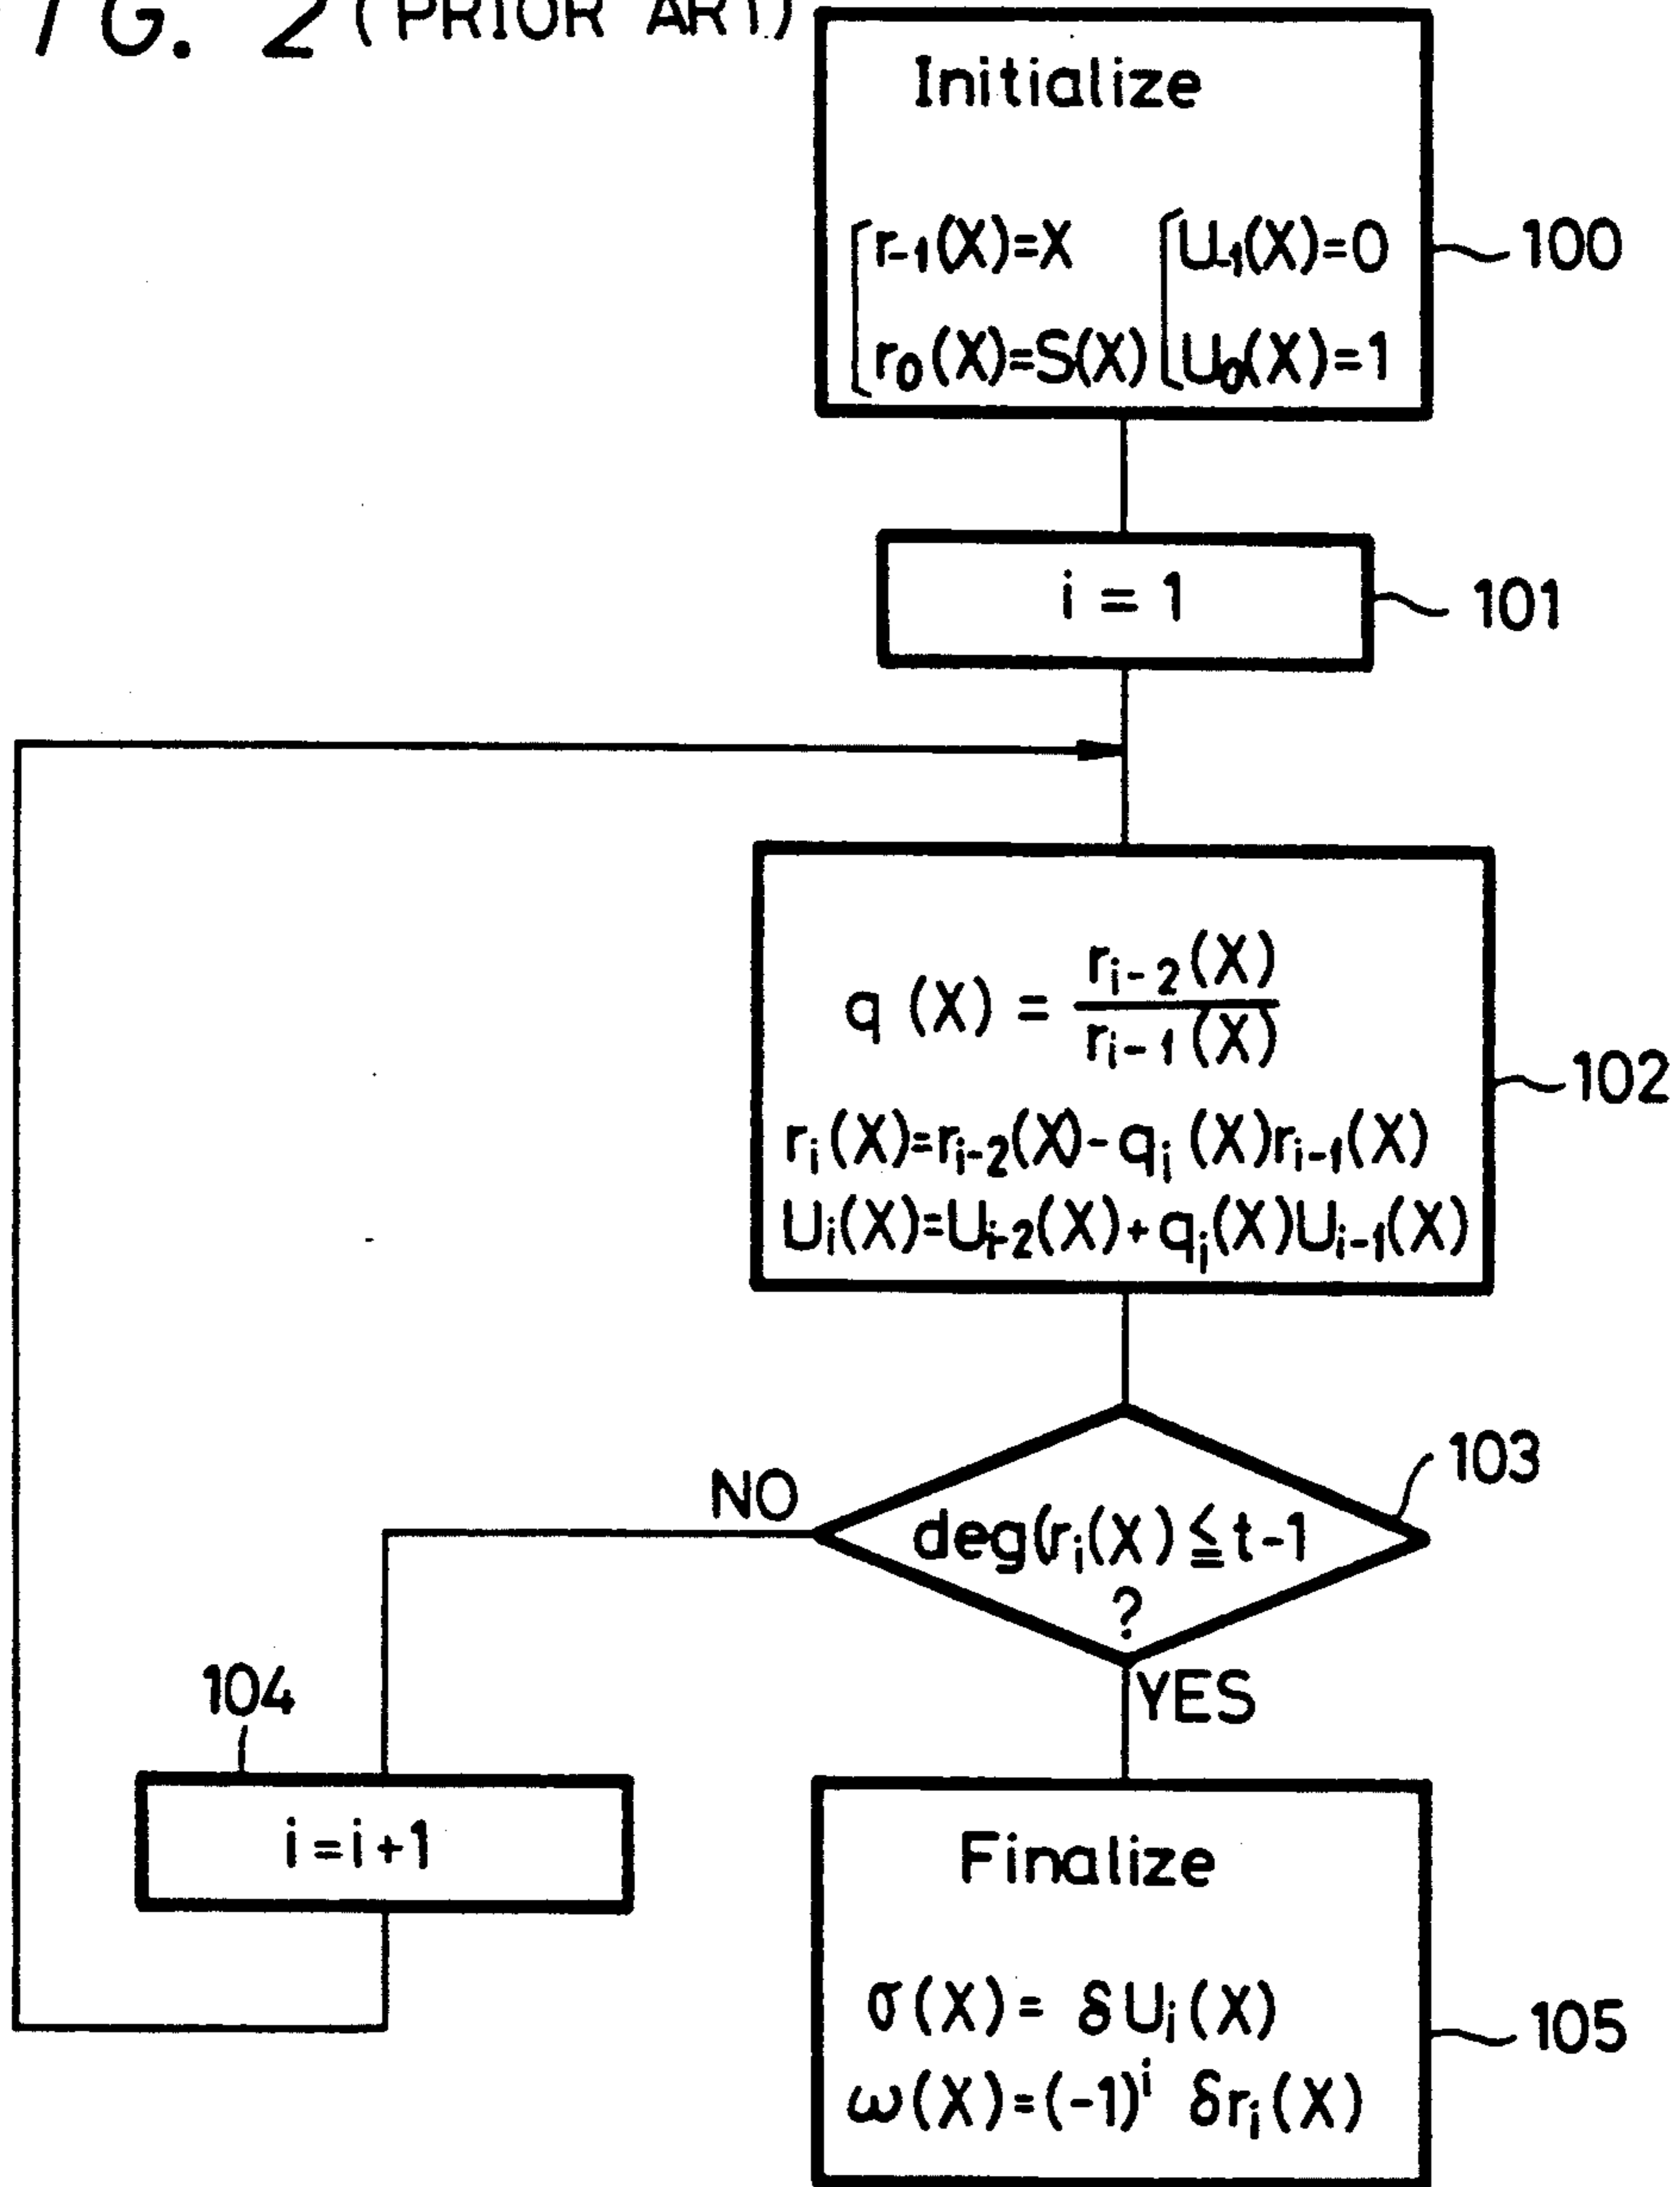 IG. 2 (PRIOR ART)
Initialize
r-1(X)=X U-1(X)=0
100
r0(X)=S(X) U0(X)=1
i = 1
101
q (X) = ri-2(X) / ri-1(X)
102
ri(X)=ri-2(X)-qi(X)ri-1(X)
Ui(X)=Ui-2(X)+qi(X)Ui-1(X)
103
NO
deg(ri(X)≦t-1
?
YES
104
i=i+1
Finalize
σ(X)= δUi(X)
105
ω(X)=(-1)^i δri(X)